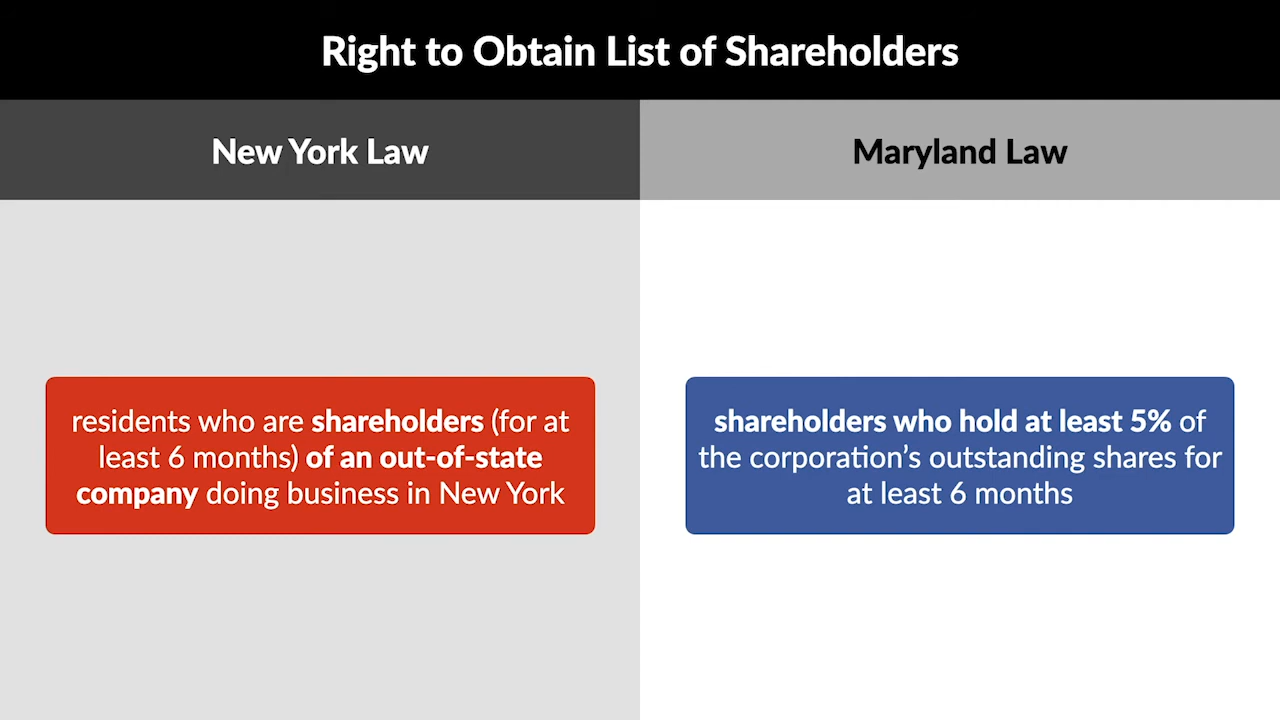 Right to Obtain List of Shareholders
New York Law
Maryland Law
residents who are shareholders (for at
least 6 months) of an out-of-state
company doing business in New York
shareholders who hold at least 5% of
the corporation’s outstanding shares for
at least 6 months